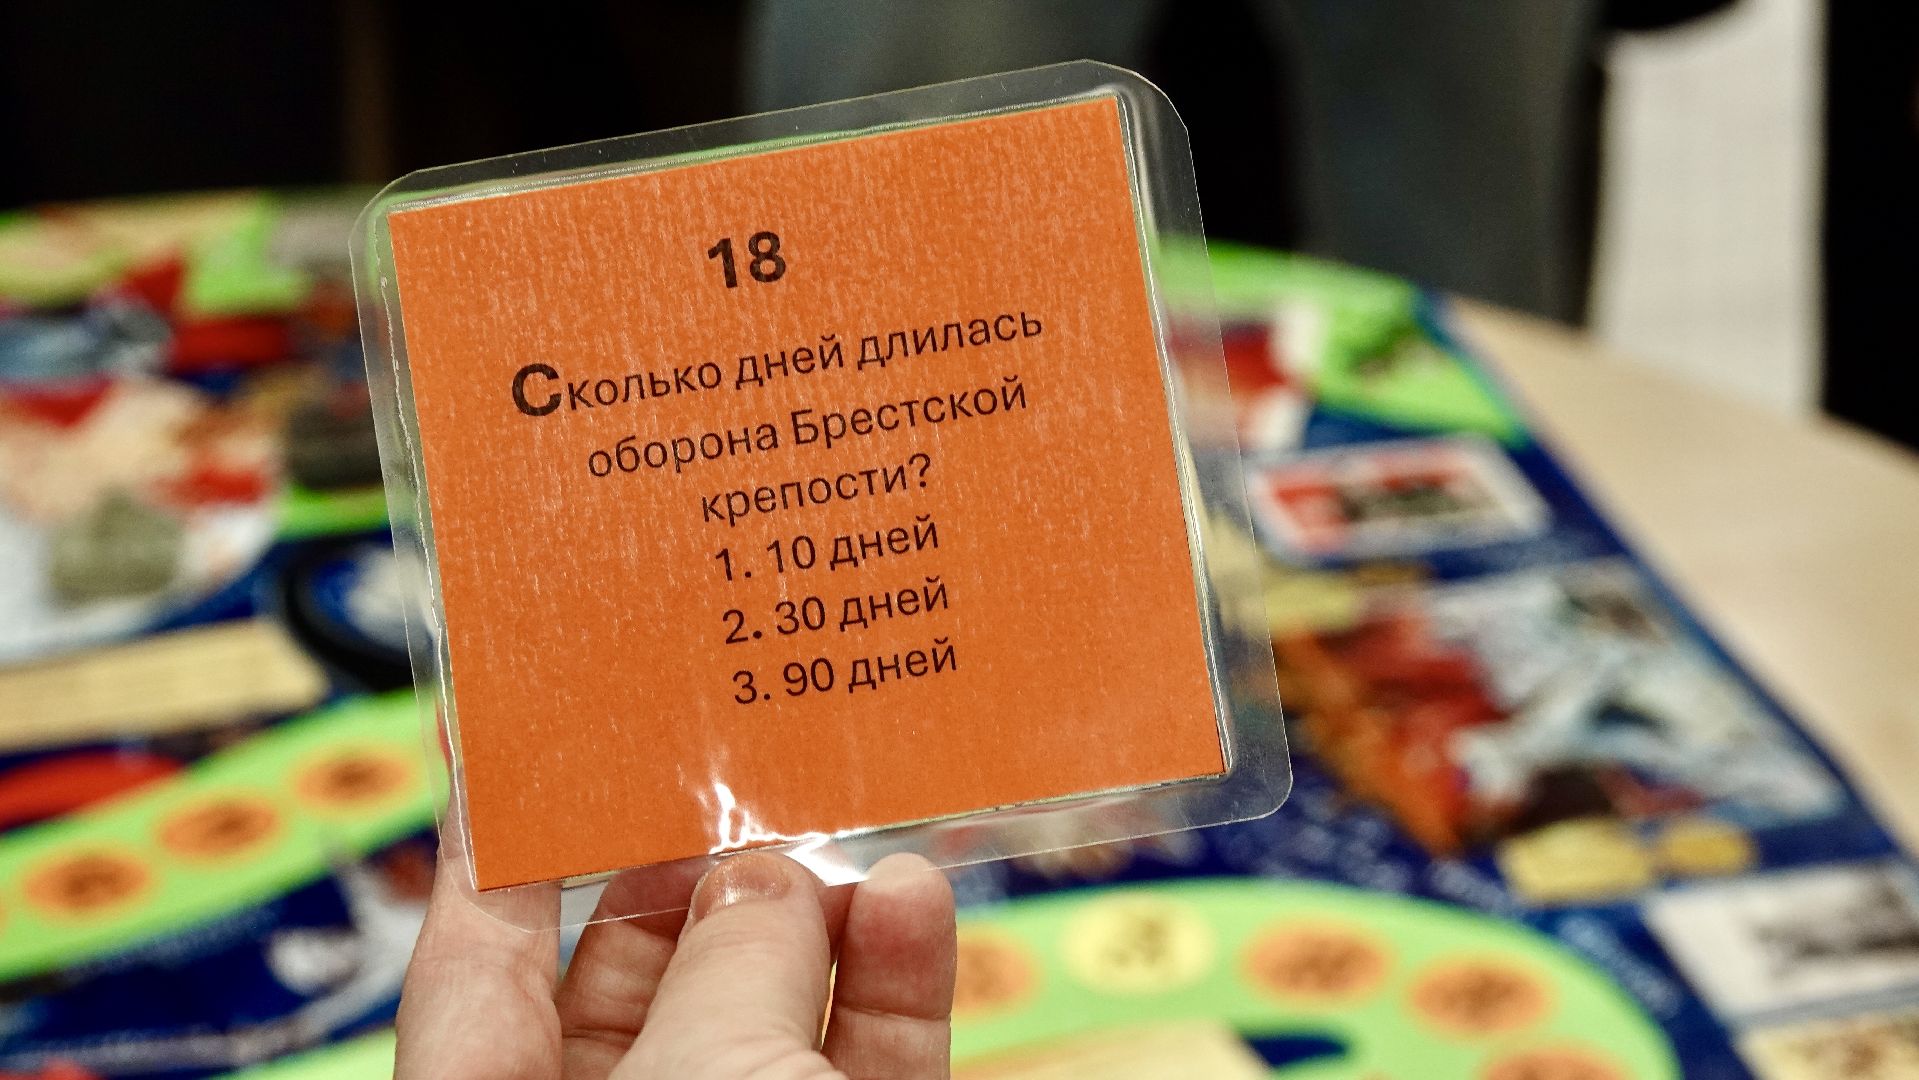 18
Сколько дней длилась
оборона Брестской
крепости?
1. 10 дней
2. 30 дней
3. 90 дней